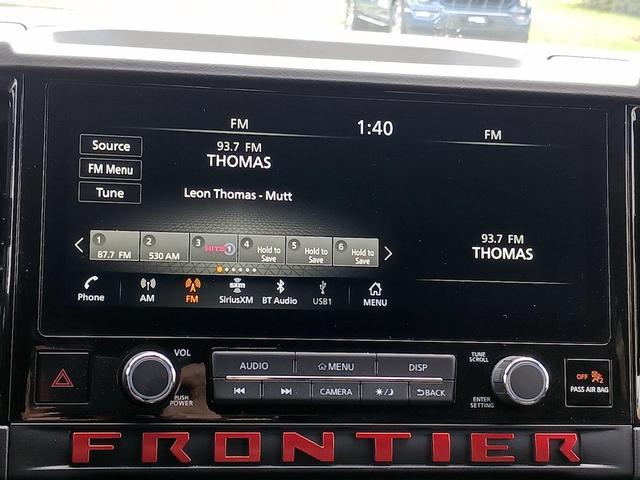 FM
1:40
FM
Source
93.7 FM
THOMAS
FM Menu
Tune
Leon Thomas - Mutt
1
87.7 FM
2
530 AM
3
HITS 1
4
Hold to
Save
5
Hold to
Save
6
Hold to
Save
93.7 FM
THOMAS
Phone
AM
FM
sxm
SiriusXM
BT Audio
USB1
MENU
VOL
PUSH
POWER
AUDIO
MENU
DISP
CAMERA
BACK
TUNE
SCROLL
ENTER
SETTING
OFF
PASS AIR BAG
FRONTIER